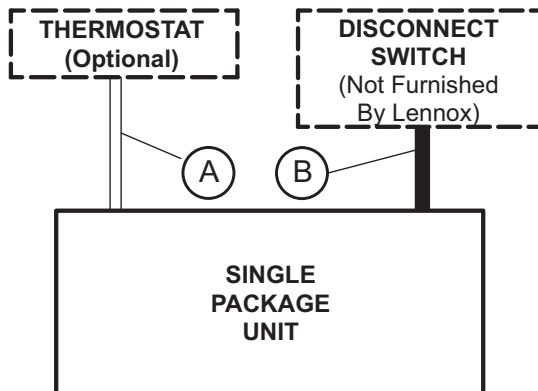 THERMOSTAT
(Optional)
DISCONNECT
SWITCH
(Not Furnished
By Lennox)
A
B
SINGLE
PACKAGE
UNIT